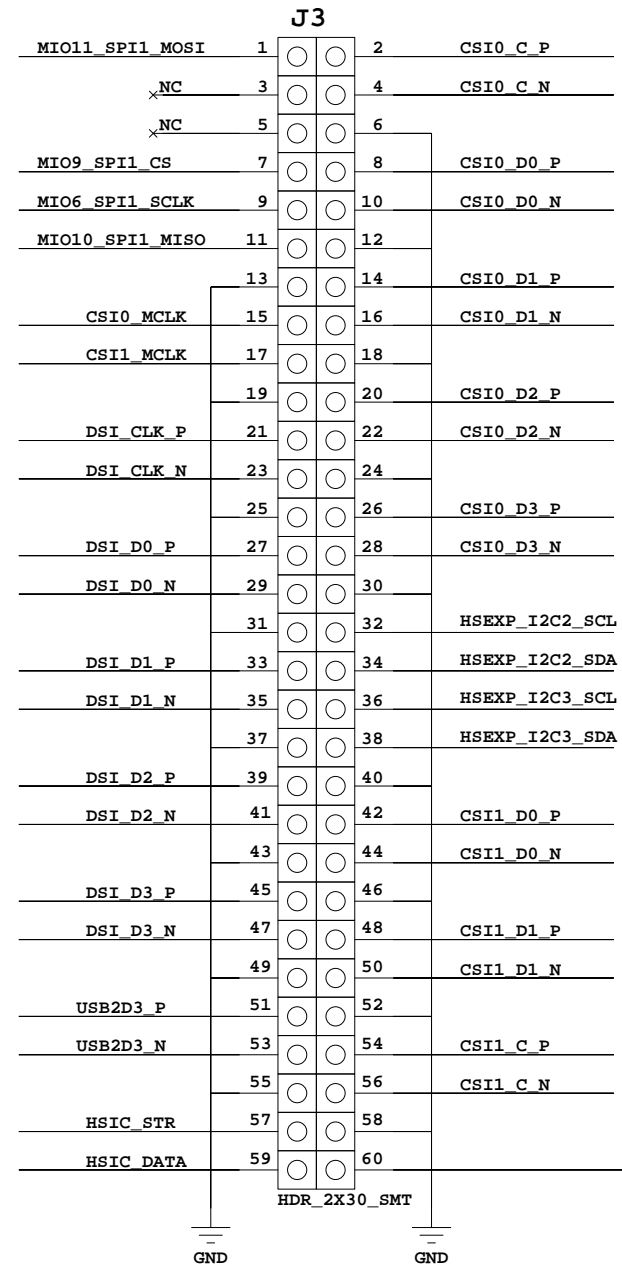 J3
MIO11_SPI1_MOSI 1 2 CSI0_C_P
NC 3 4 CSI0_C_N
NC 5 6
MIO9_SPI1_CS 7 8 CSI0_D0_P
MIO6_SPI1_SCLK 9 10 CSI0_D0_N
MIO10_SPI1_MISO 11 12
13 14 CSI0_D1_P
CSI0_MCLK 15 16 CSI0_D1_N
CSI1_MCLK 17 18
19 20 CSI0_D2_P
DSI_CLK_P 21 22 CSI0_D2_N
DSI_CLK_N 23 24
25 26 CSI0_D3_P
DSI_D0_P 27 28 CSI0_D3_N
DSI_D0_N 29 30
31 32 HSEXP_I2C2_SCL
DSI_D1_P 33 34 HSEXP_I2C2_SDA
DSI_D1_N 35 36 HSEXP_I2C3_SCL
37 38 HSEXP_I2C3_SDA
DSI_D2_P 39 40
DSI_D2_N 41 42 CSI1_D0_P
43 44 CSI1_D0_N
DSI_D3_P 45 46
DSI_D3_N 47 48 CSI1_D1_P
49 50 CSI1_D1_N
USB2D3_P 51 52
USB2D3_N 53 54 CSI1_C_P
55 56 CSI1_C_N
HSIC_STR 57 58
HSIC_DATA 59 60
HDR_2X30_SMT
GND GND